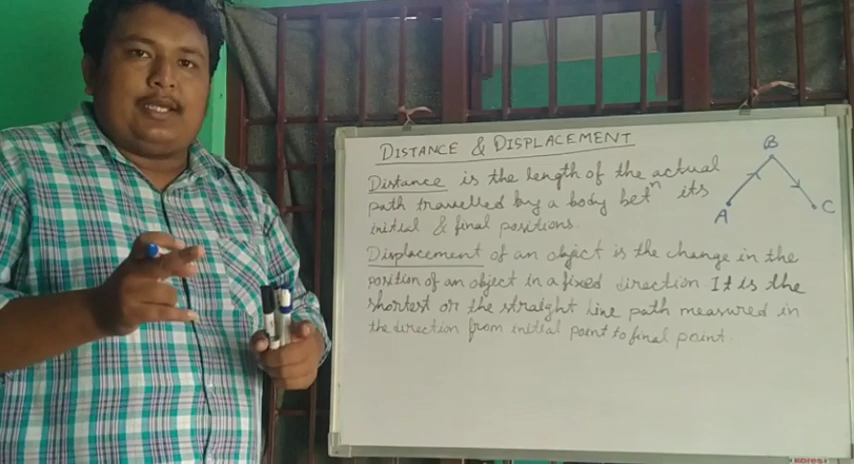 DISTANCE & DISPLACEMENT
Distance is the length of the actual
path travelled by a body betⁿ its
initial & final positions.
Displacement of an object is the change in the
position of an object in a fixed direction. It is the
shortest or the straight line path measured in
the direction from initial point to final point.
B
A
C
Kores